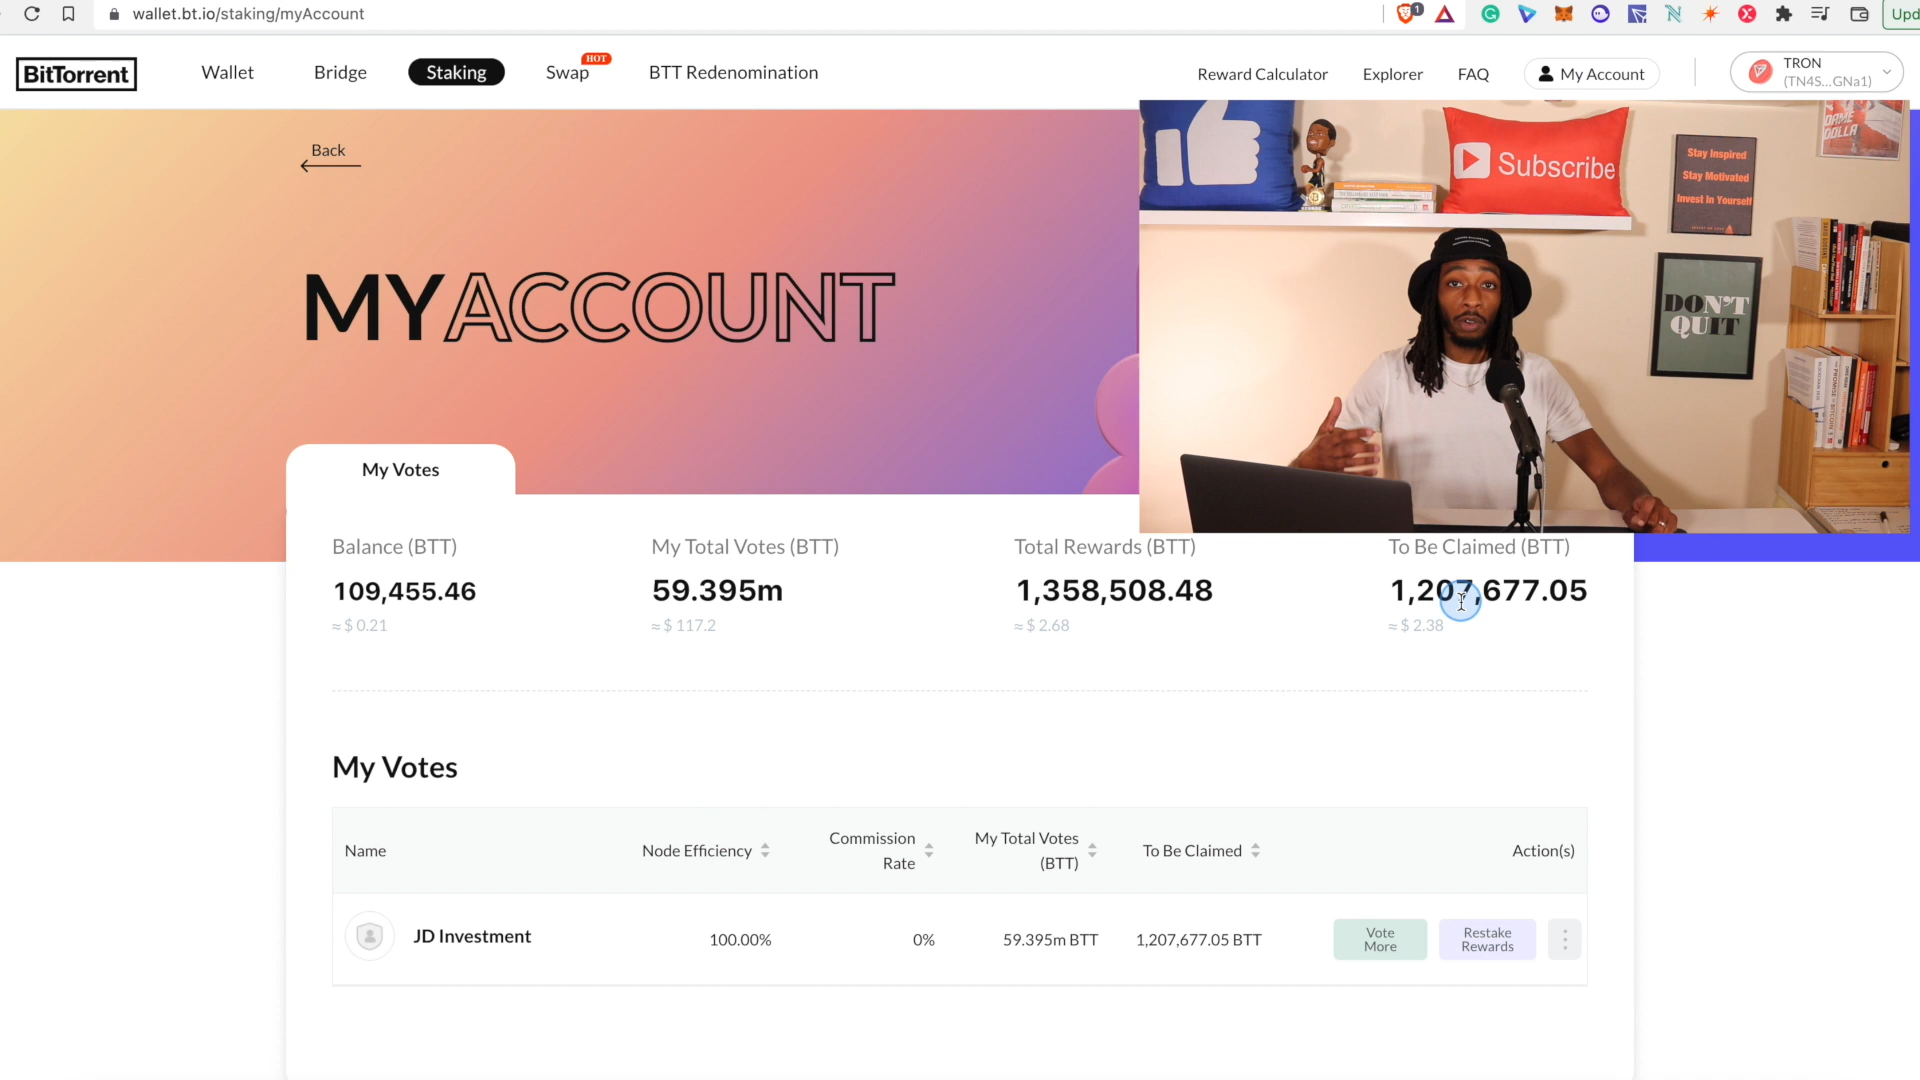 wallet.bt.io/staking/myAccount
1
Upd
BitTorrent
Wallet
Bridge
Staking
Swap
HOT
BTT Redenomination
Reward Calculator
Explorer
FAQ
My Account
TRON
(TN4S...GNa1)
Back
MYACCOUNT
Subscribe
DAME
DOLLA
Stay Inspired
Stay Motivated
Invest In Yourself
DON'T
QUIT
My Votes
Balance (BTT)
My Total Votes (BTT)
Total Rewards (BTT)
To Be Claimed (BTT)
109,455.46
59.395m
1,358,508.48
1,207,677.05
≈ $ 0.21
≈ $ 117.2
≈ $ 2.68
≈ $ 2.38
My Votes
Name
Node Efficiency
Commission
Rate
My Total Votes
(BTT)
To Be Claimed
Action(s)
JD Investment
100.00%
0%
59.395m BTT
1,207,677.05 BTT
Vote
More
Restake
Rewards